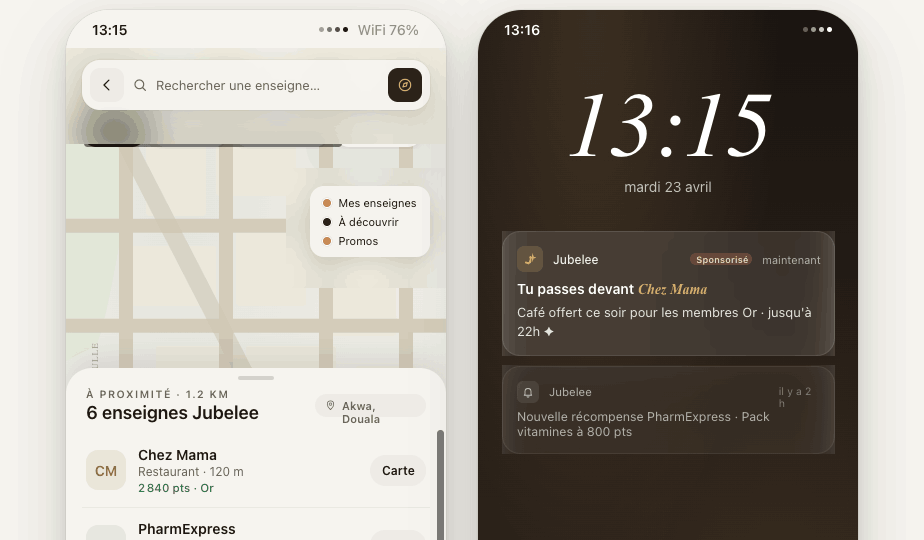 13:15
WiFi 76%
Rechercher une enseigne...
Mes enseignes
À découvrir
Promos
À PROXIMITÉ · 1.2 KM
6 enseignes Jubelee
Akwa,
Douala
CM
Chez Mama
Restaurant · 120 m
2 840 pts · Or
Carte
PharmExpress
13:16
13:15
mardi 23 avril
Jubelee
Sponsorisé
maintenant
Tu passes devant Chez Mama
Café offert ce soir pour les membres Or · jusqu'à
22h ✦
Jubelee
il y a 2
h
Nouvelle récompense PharmExpress · Pack
vitamines à 800 pts